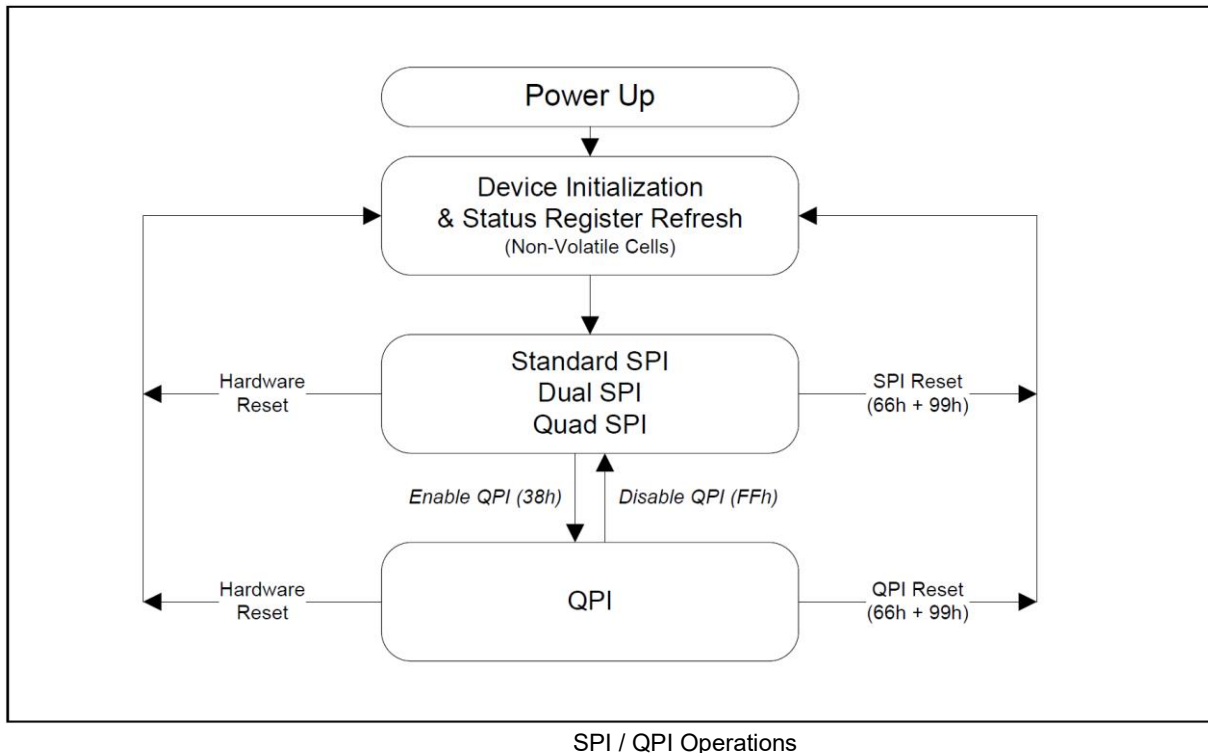 Power Up
Device Initialization
& Status Register Refresh
(Non-Volatile Cells)
Standard SPI
Dual SPI
Quad SPI
Hardware
Reset
SPI Reset
(66h + 99h)
Enable QPI (38h)
Disable QPI (FFh)
Hardware
Reset
QPI
QPI Reset
(66h + 99h)
SPI / QPI Operations